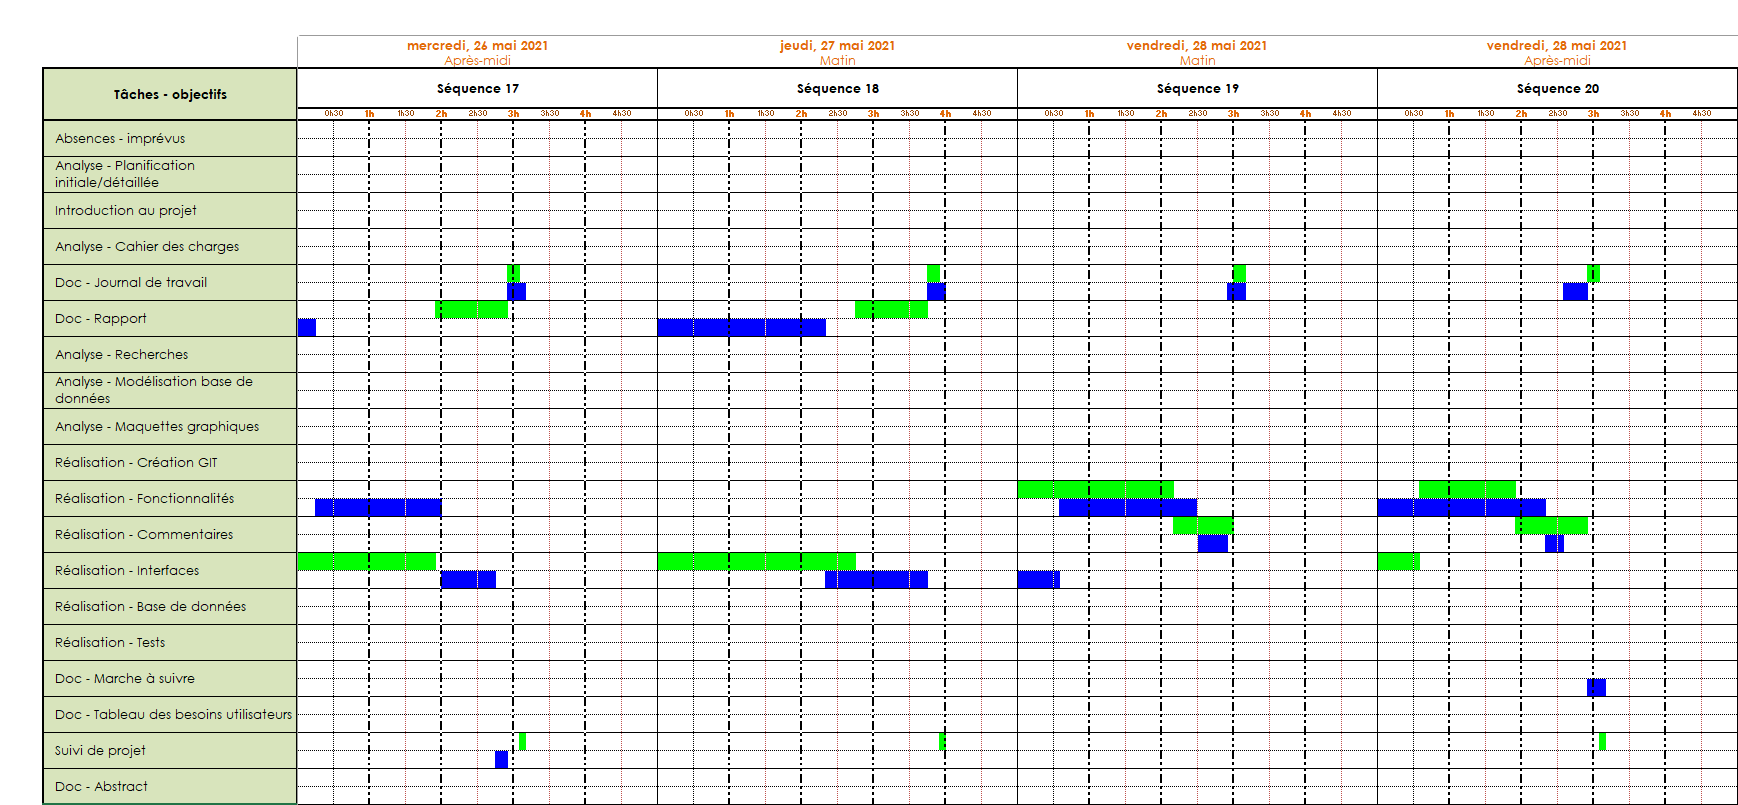 mercredi, 26 mai 2021
Après-midi
jeudi, 27 mai 2021
Matin
vendredi, 28 mai 2021
Matin
vendredi, 28 mai 2021
Après-midi
Tâches - objectifs
Séquence 17
Séquence 18
Séquence 19
Séquence 20
0h30 1h 1h30 2h 2h30 3h 3h30 4h 4h30
0h30 1h 1h30 2h 2h30 3h 3h30 4h 4h30
0h30 1h 1h30 2h 2h30 3h 3h30 4h 4h30
0h30 1h 1h30 2h 2h30 3h 3h30 4h 4h30
Absences - imprévus
Analyse - Planification
initiale/détaillée
Introduction au projet
Analyse - Cahier des charges
Doc - Journal de travail
Doc - Rapport
Analyse - Recherches
Analyse - Modélisation base de
données
Analyse - Maquettes graphiques
Réalisation - Création GIT
Réalisation - Fonctionnalités
Réalisation - Commentaires
Réalisation - Interfaces
Réalisation - Base de données
Réalisation - Tests
Doc - Marche à suivre
Doc - Tableau des besoins utilisateurs
Suivi de projet
Doc - Abstract